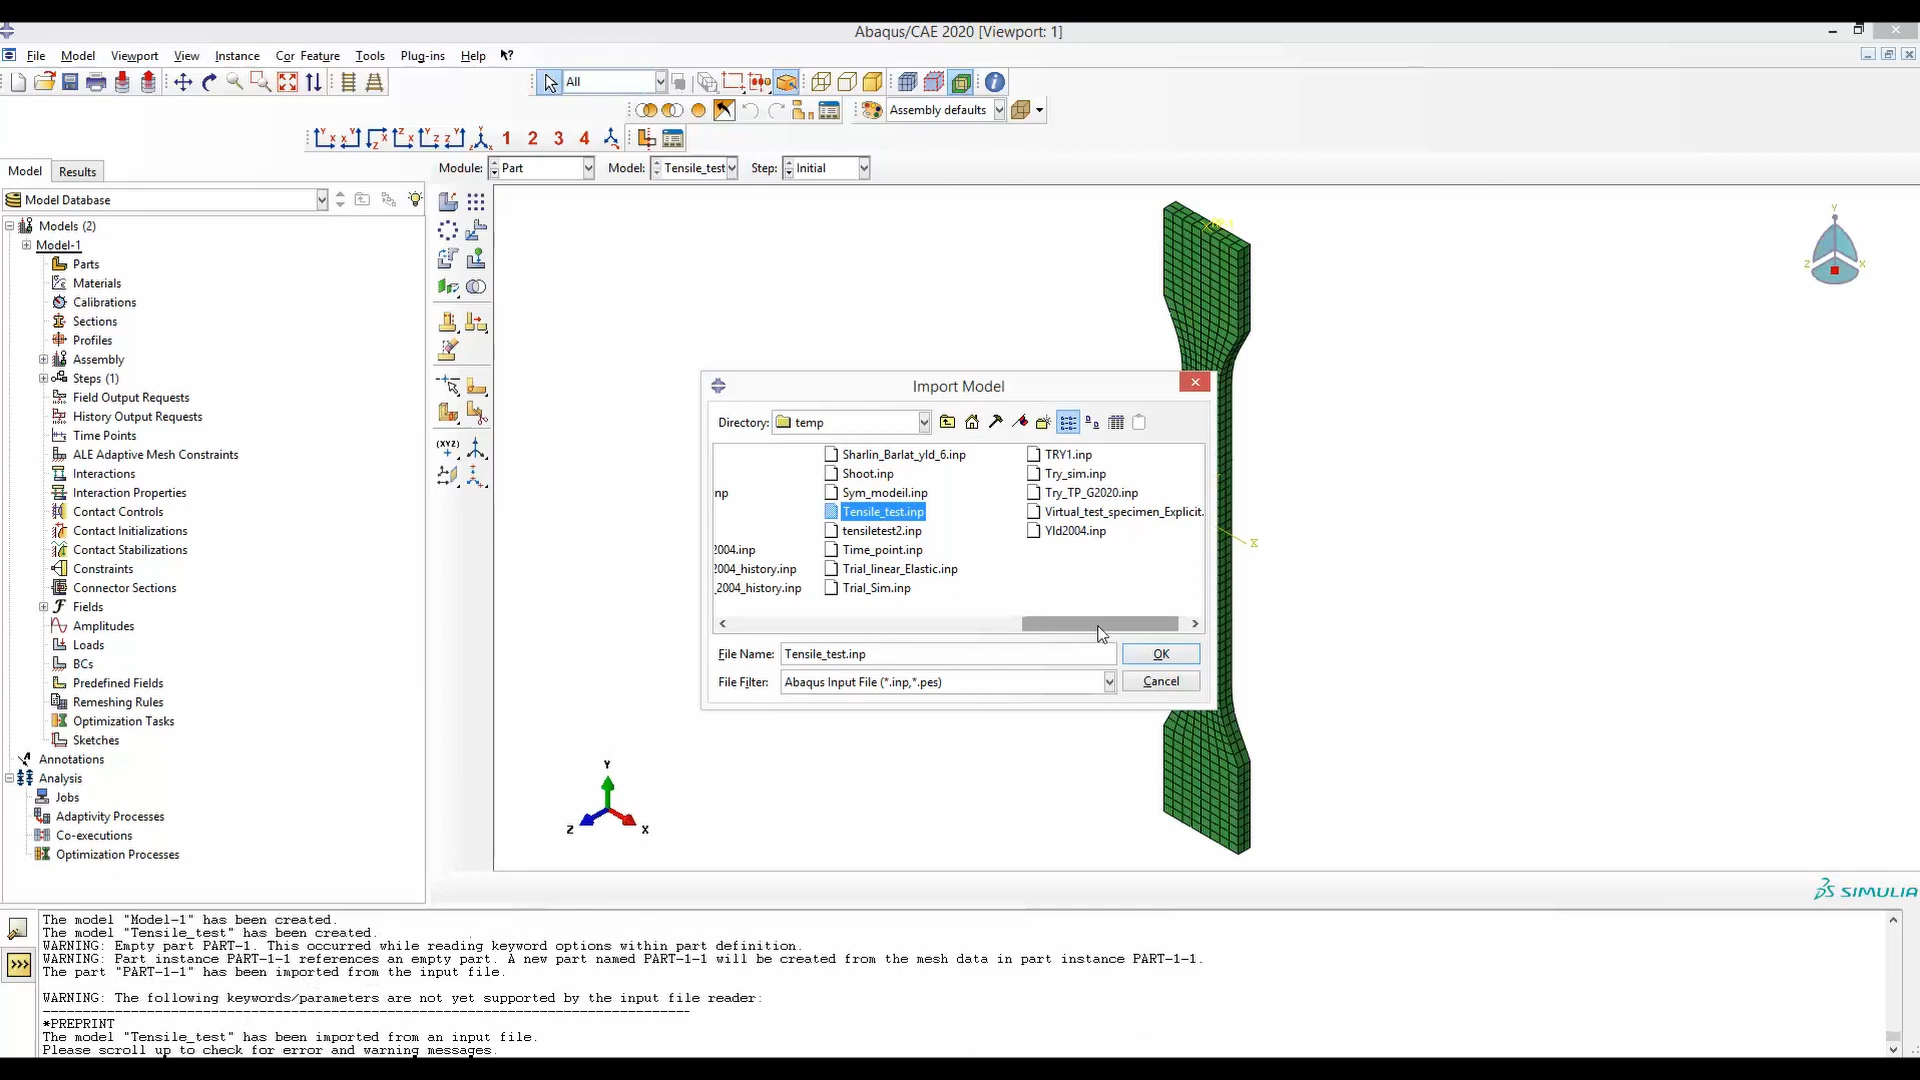 Abaqus/CAE 2020 [Viewport: 1]
File Model Viewport View Instance Cor Feature Tools Plug-ins Help
All
Assembly defaults
1 2 3 4
Module: Part Model: Tensile_test Step: Initial
Model Results
Model Database
Models (2)
Model-1
Parts
Materials
Calibrations
Sections
Profiles
Assembly
Steps (1)
Field Output Requests
History Output Requests
Time Points
ALE Adaptive Mesh Constraints
Interactions
Interaction Properties
Contact Controls
Contact Initializations
Contact Stabilizations
Constraints
Connector Sections
Fields
Amplitudes
Loads
BCs
Predefined Fields
Remeshing Rules
Optimization Tasks
Sketches
Annotations
Analysis
Jobs
Adaptivity Processes
Co-executions
Optimization Processes
(XYZ)
Y
Z
X
X
Y
Z
X
Import Model
Directory: temp
np
2004.inp
2004_history.inp
_2004_history.inp
Sharlin_Barlat_yld_6.inp
Shoot.inp
Sym_modeil.inp
Tensile_test.inp
tensiletest2.inp
Time_point.inp
Trial_linear_Elastic.inp
Trial_Sim.inp
TRY1.inp
Try_sim.inp
Try_TP_G2020.inp
Virtual_test_specimen_Explicit.
Yld2004.inp
File Name: Tensile_test.inp OK
File Filter: Abaqus Input File (*.inp,*.pes) Cancel
SIMULIA
The model "Model-1" has been created.
The model "Tensile_test" has been created.
WARNING: Empty part PART-1. This occurred while reading keyword options within part definition.
WARNING: Part instance PART-1-1 references an empty part. A new part named PART-1-1 will be created from the mesh data in part instance PART-1-1.
The part "PART-1-1" has been imported from the input file.
WARNING: The following keywords/parameters are not yet supported by the input file reader:
*PREPRINT
The model "Tensile_test" has been imported from an input file.
Please scroll up to check for error and warning messages.